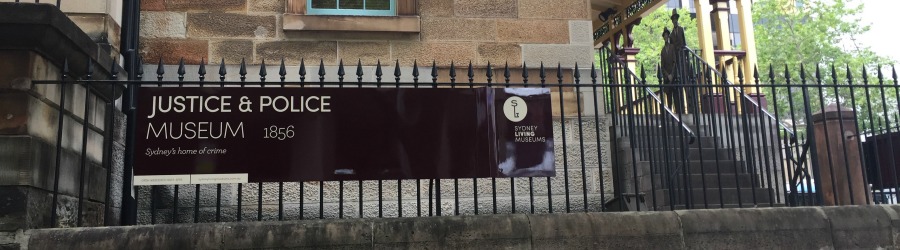 JUSTICE & POLICE
MUSEUM 1856
Sydney's home of crime
SYDNEY
LIVING
MUSEUMS